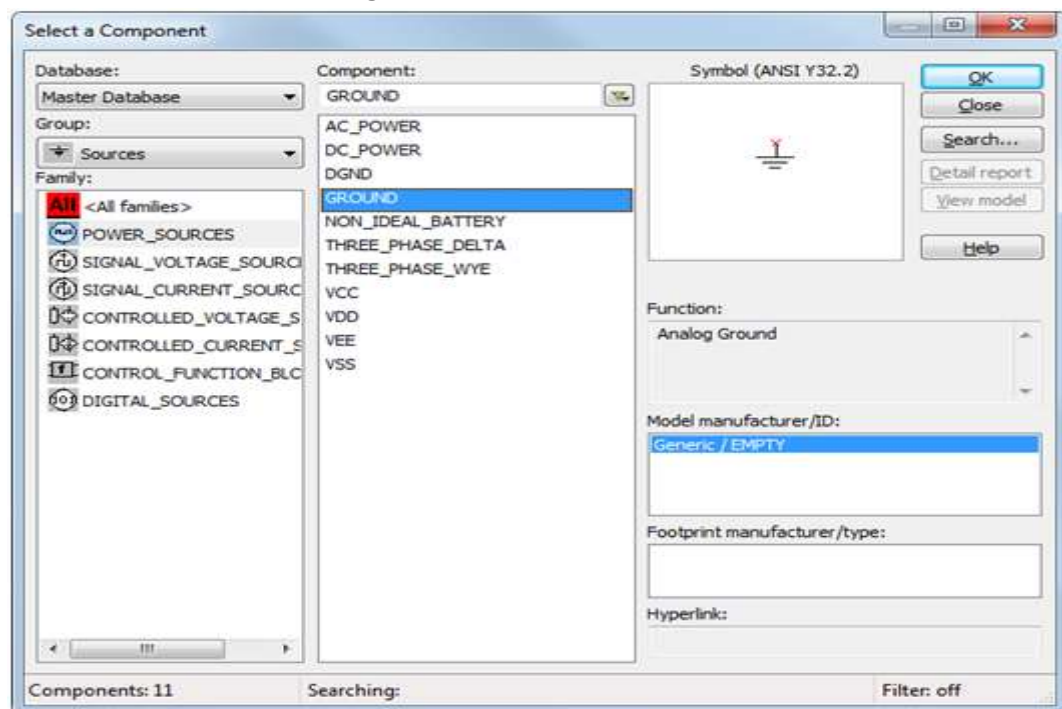 Select a Component
Database:
Master Database
Group:
Sources
Family:
All <All families>
POWER_SOURCES
SIGNAL_VOLTAGE_SOURCI
SIGNAL_CURRENT_SOURC
CONTROLLED_VOLTAGE_S
CONTROLLED_CURRENT_S
CONTROL_FUNCTION_BLC
DIGITAL_SOURCES
Component:
GROUND
AC_POWER
DC_POWER
DGND
GROUND
NON_IDEAL_BATTERY
THREE_PHASE_DELTA
THREE_PHASE_WYE
VCC
VDD
VEE
VSS
Symbol (ANSI Y32.2)
OK
Close
Search...
Detail report
View model
Help
Function:
Analog Ground
Model manufacturer/ID:
Generic / EMPTY
Footprint manufacturer/type:
Hyperlink:
Components: 11
Searching:
Filter: off